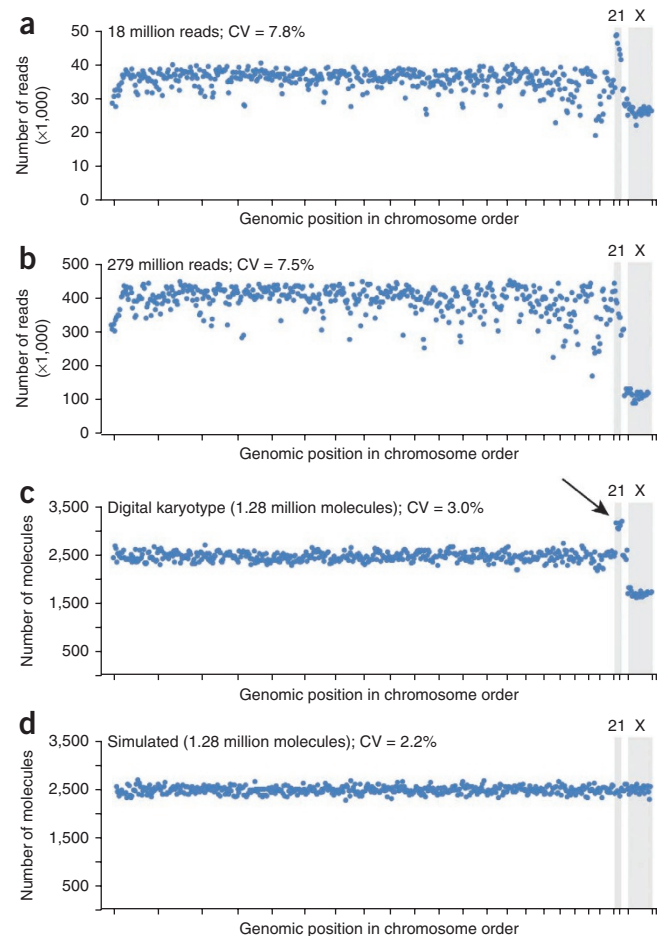 a
18 million reads; CV = 7.8%
21 X
50
40
30
20
10
0
Number of reads
(×1,000)
Genomic position in chromosome order
b
279 million reads; CV = 7.5%
21 X
500
400
300
200
100
0
Number of reads
(×1,000)
Genomic position in chromosome order
c
Digital karyotype (1.28 million molecules); CV = 3.0%
21 X
3,500
2,500
1,500
500
Number of molecules
Genomic position in chromosome order
d
Simulated (1.28 million molecules); CV = 2.2%
21 X
3,500
2,500
1,500
500
Number of molecules
Genomic position in chromosome order